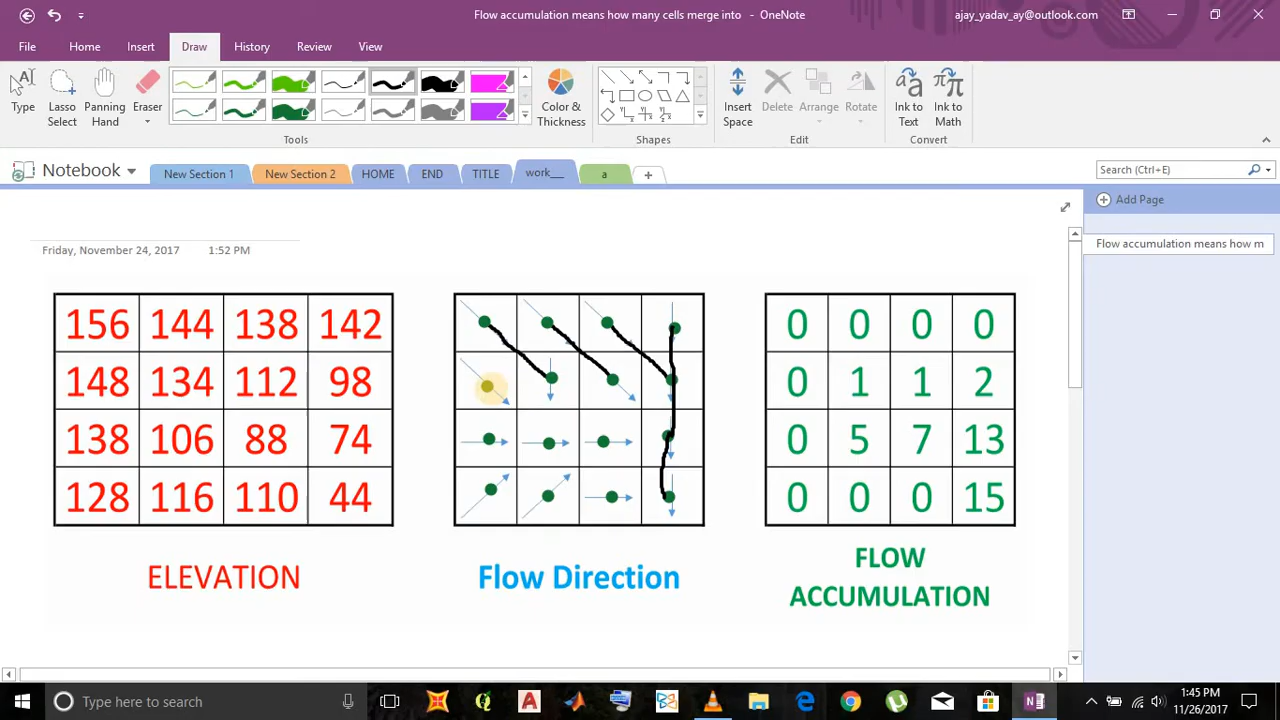 Flow accumulation means how many cells merge into - OneNote
ajay_yadav_ay@outlook.com
File Home Insert Draw History Review View
Type
Lasso Select
Panning Hand
Eraser
Color & Thickness
Insert Space
Delete
Arrange
Rotate
Ink to Text
Ink to Math
Tools
Shapes
Edit
Convert
Notebook
New Section 1
New Section 2
HOME
END
TITLE
work__
a
Search (Ctrl+E)
Add Page
Flow accumulation means how m
Friday, November 24, 2017 1:52 PM
156 144 138 142
148 134 112 98
138 106 88 74
128 116 110 44
ELEVATION
Flow Direction
0 0 0 0
0 1 1 2
0 5 7 13
0 0 0 15
FLOW
ACCUMULATION
Type here to search
1:45 PM
11/26/2017